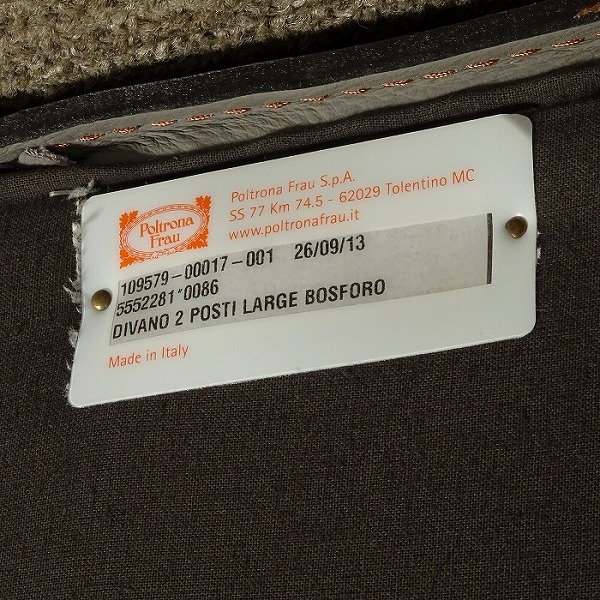 Poltrona
Frau
Poltrona Frau S.p.A.
SS 77 Km 74.5 - 62029 Tolentino MC
www.poltronafrau.it
109579-00017-001 26/09/13
5552281*0086
DIVANO 2 POSTI LARGE BOSFORO
Made in Italy